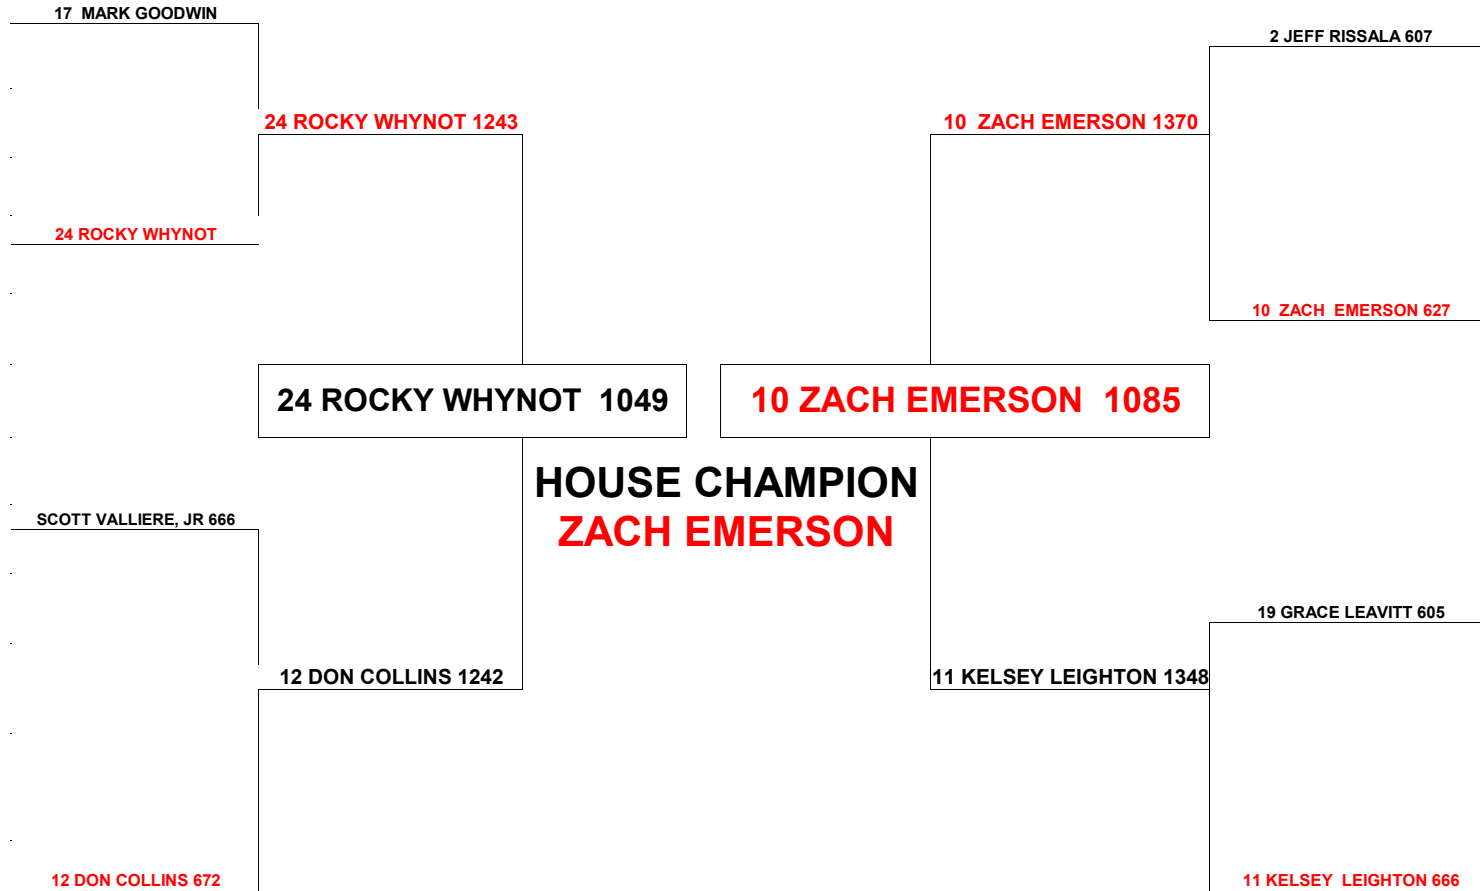 17 MARK GOODWIN
2 JEFF RISSALA 607
24 ROCKY WHYNOT 1243
10 ZACH EMERSON 1370
24 ROCKY WHYNOT
10 ZACH EMERSON 627
24 ROCKY WHYNOT 1049
10 ZACH EMERSON 1085
HOUSE CHAMPION
ZACH EMERSON
SCOTT VALLIERE, JR 666
19 GRACE LEAVITT 605
12 DON COLLINS 1242
11 KELSEY LEIGHTON 1348
12 DON COLLINS 672
11 KELSEY LEIGHTON 666